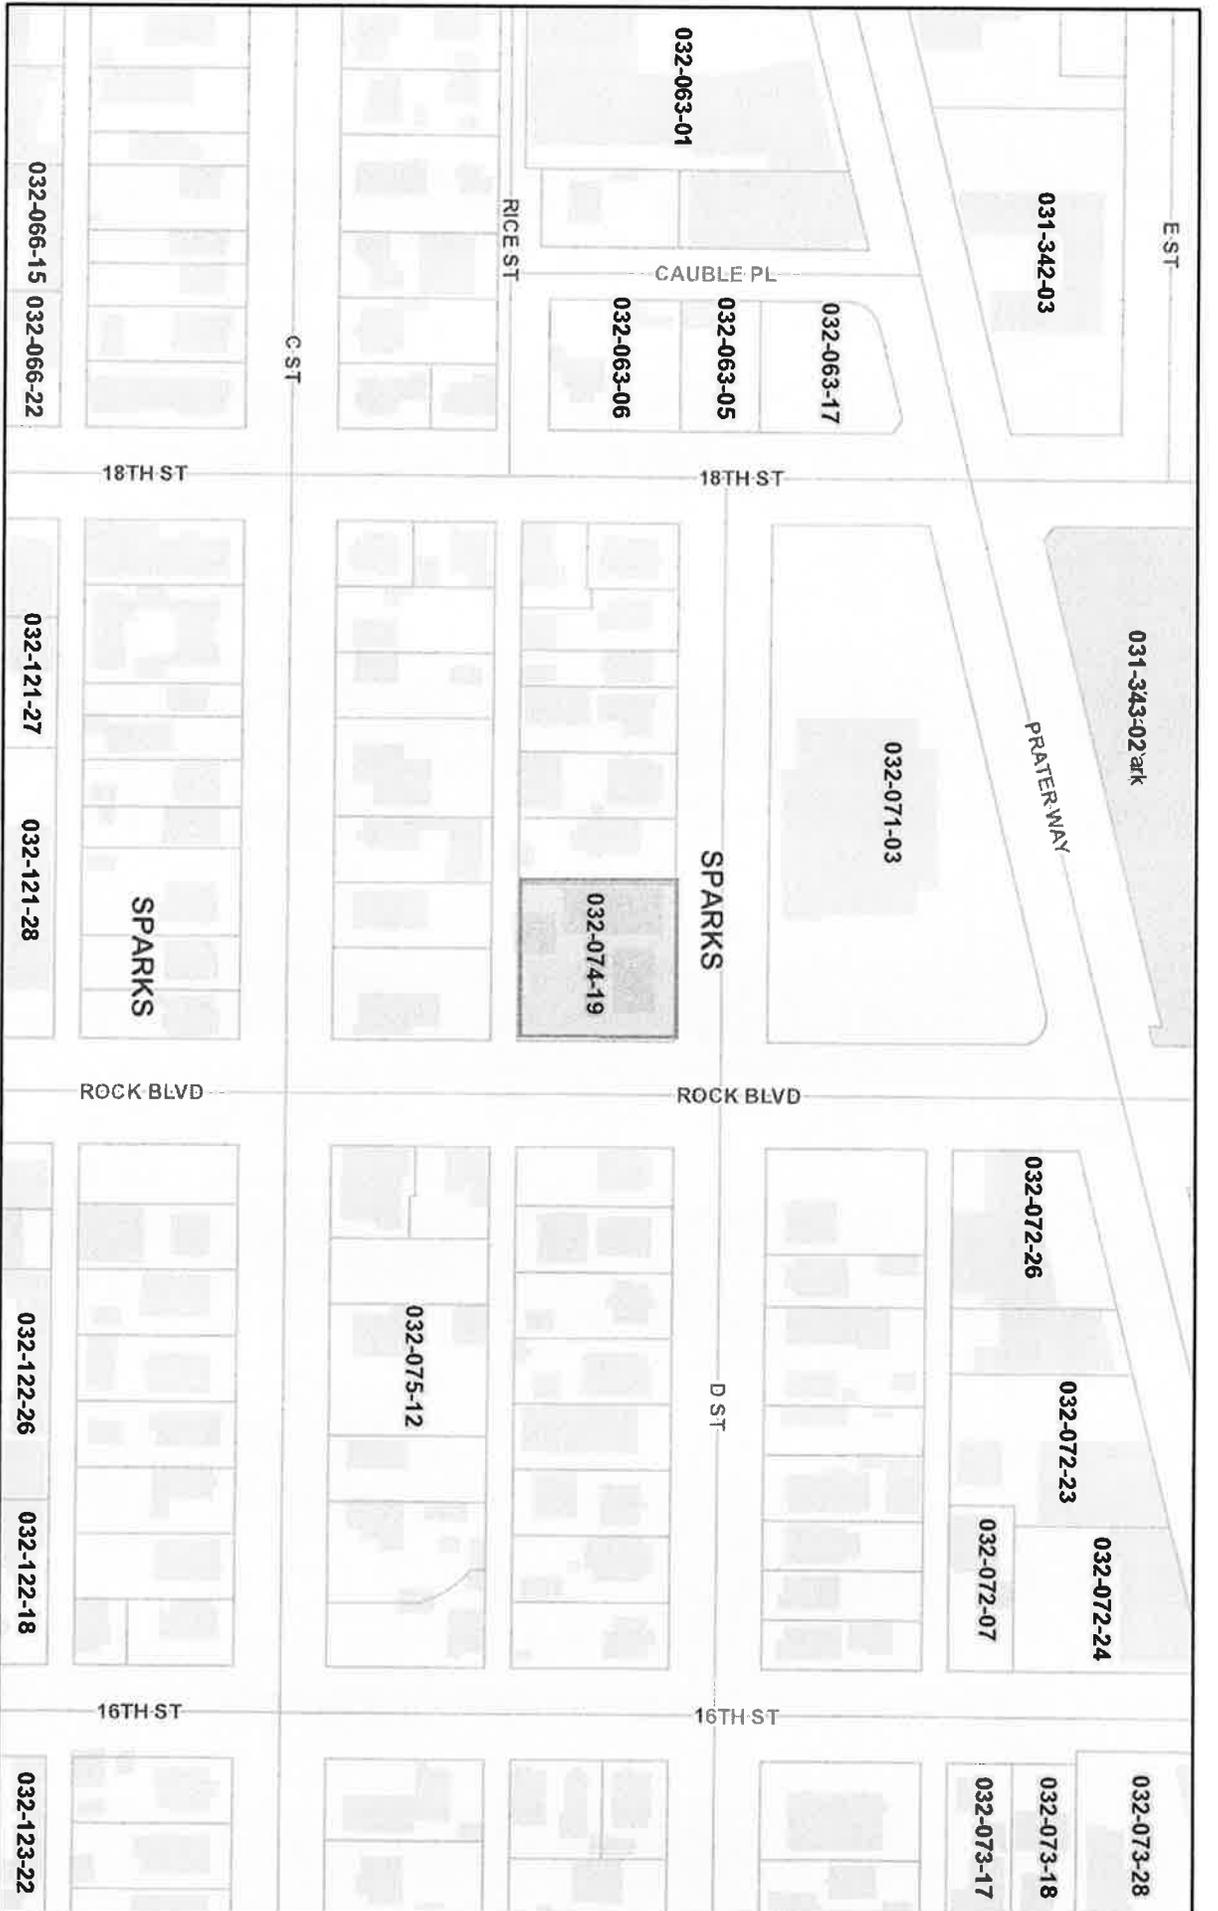 E ST
031-342-03
032-063-01
CAUBLE PL
RICE ST
032-063-17
032-063-05
032-063-06
C ST
032-066-15
032-066-22
18TH ST
18TH ST
031-343-02'ark
PRATER WAY
032-071-03
SPARKS
032-074-19
032-121-27
032-121-28
SPARKS
ROCK BLVD
ROCK BLVD
032-072-26
032-072-23
032-072-24
032-072-07
D ST
032-075-12
032-122-26
032-122-18
16TH ST
16TH ST
032-073-28
032-073-18
032-073-17
032-123-22